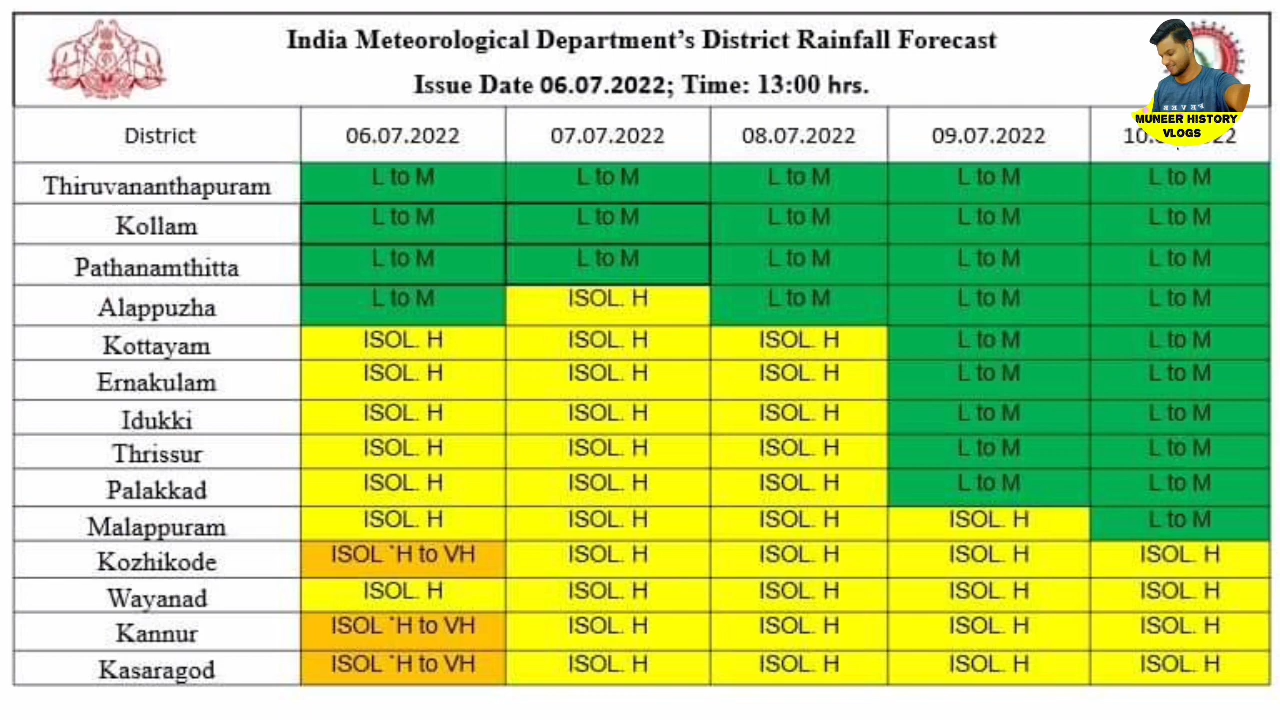 India Meteorological Department's District Rainfall Forecast
Issue Date 06.07.2022; Time: 13:00 hrs.
MUNEER HISTORY
VLOGS
District 06.07.2022 07.07.2022 08.07.2022 09.07.2022
Thiruvananthapuram L to M L to M L to M L to M L to M
Kollam L to M L to M L to M L to M L to M
Pathanamthitta L to M L to M L to M L to M L to M
Alappuzha L to M ISOL. H L to M L to M L to M
Kottayam ISOL. H ISOL. H ISOL. H L to M L to M
Ernakulam ISOL. H ISOL. H ISOL. H L to M L to M
Idukki ISOL. H ISOL. H ISOL. H L to M L to M
Thrissur ISOL. H ISOL. H ISOL. H L to M L to M
Palakkad ISOL. H ISOL. H ISOL. H L to M L to M
Malappuram ISOL. H ISOL. H ISOL. H ISOL. H L to M
Kozhikode ISOL *H to VH ISOL. H ISOL. H ISOL. H ISOL. H
Wayanad ISOL. H ISOL. H ISOL. H ISOL. H ISOL. H
Kannur ISOL *H to VH ISOL. H ISOL. H ISOL. H ISOL. H
Kasaragod ISOL *H to VH ISOL. H ISOL. H ISOL. H ISOL. H